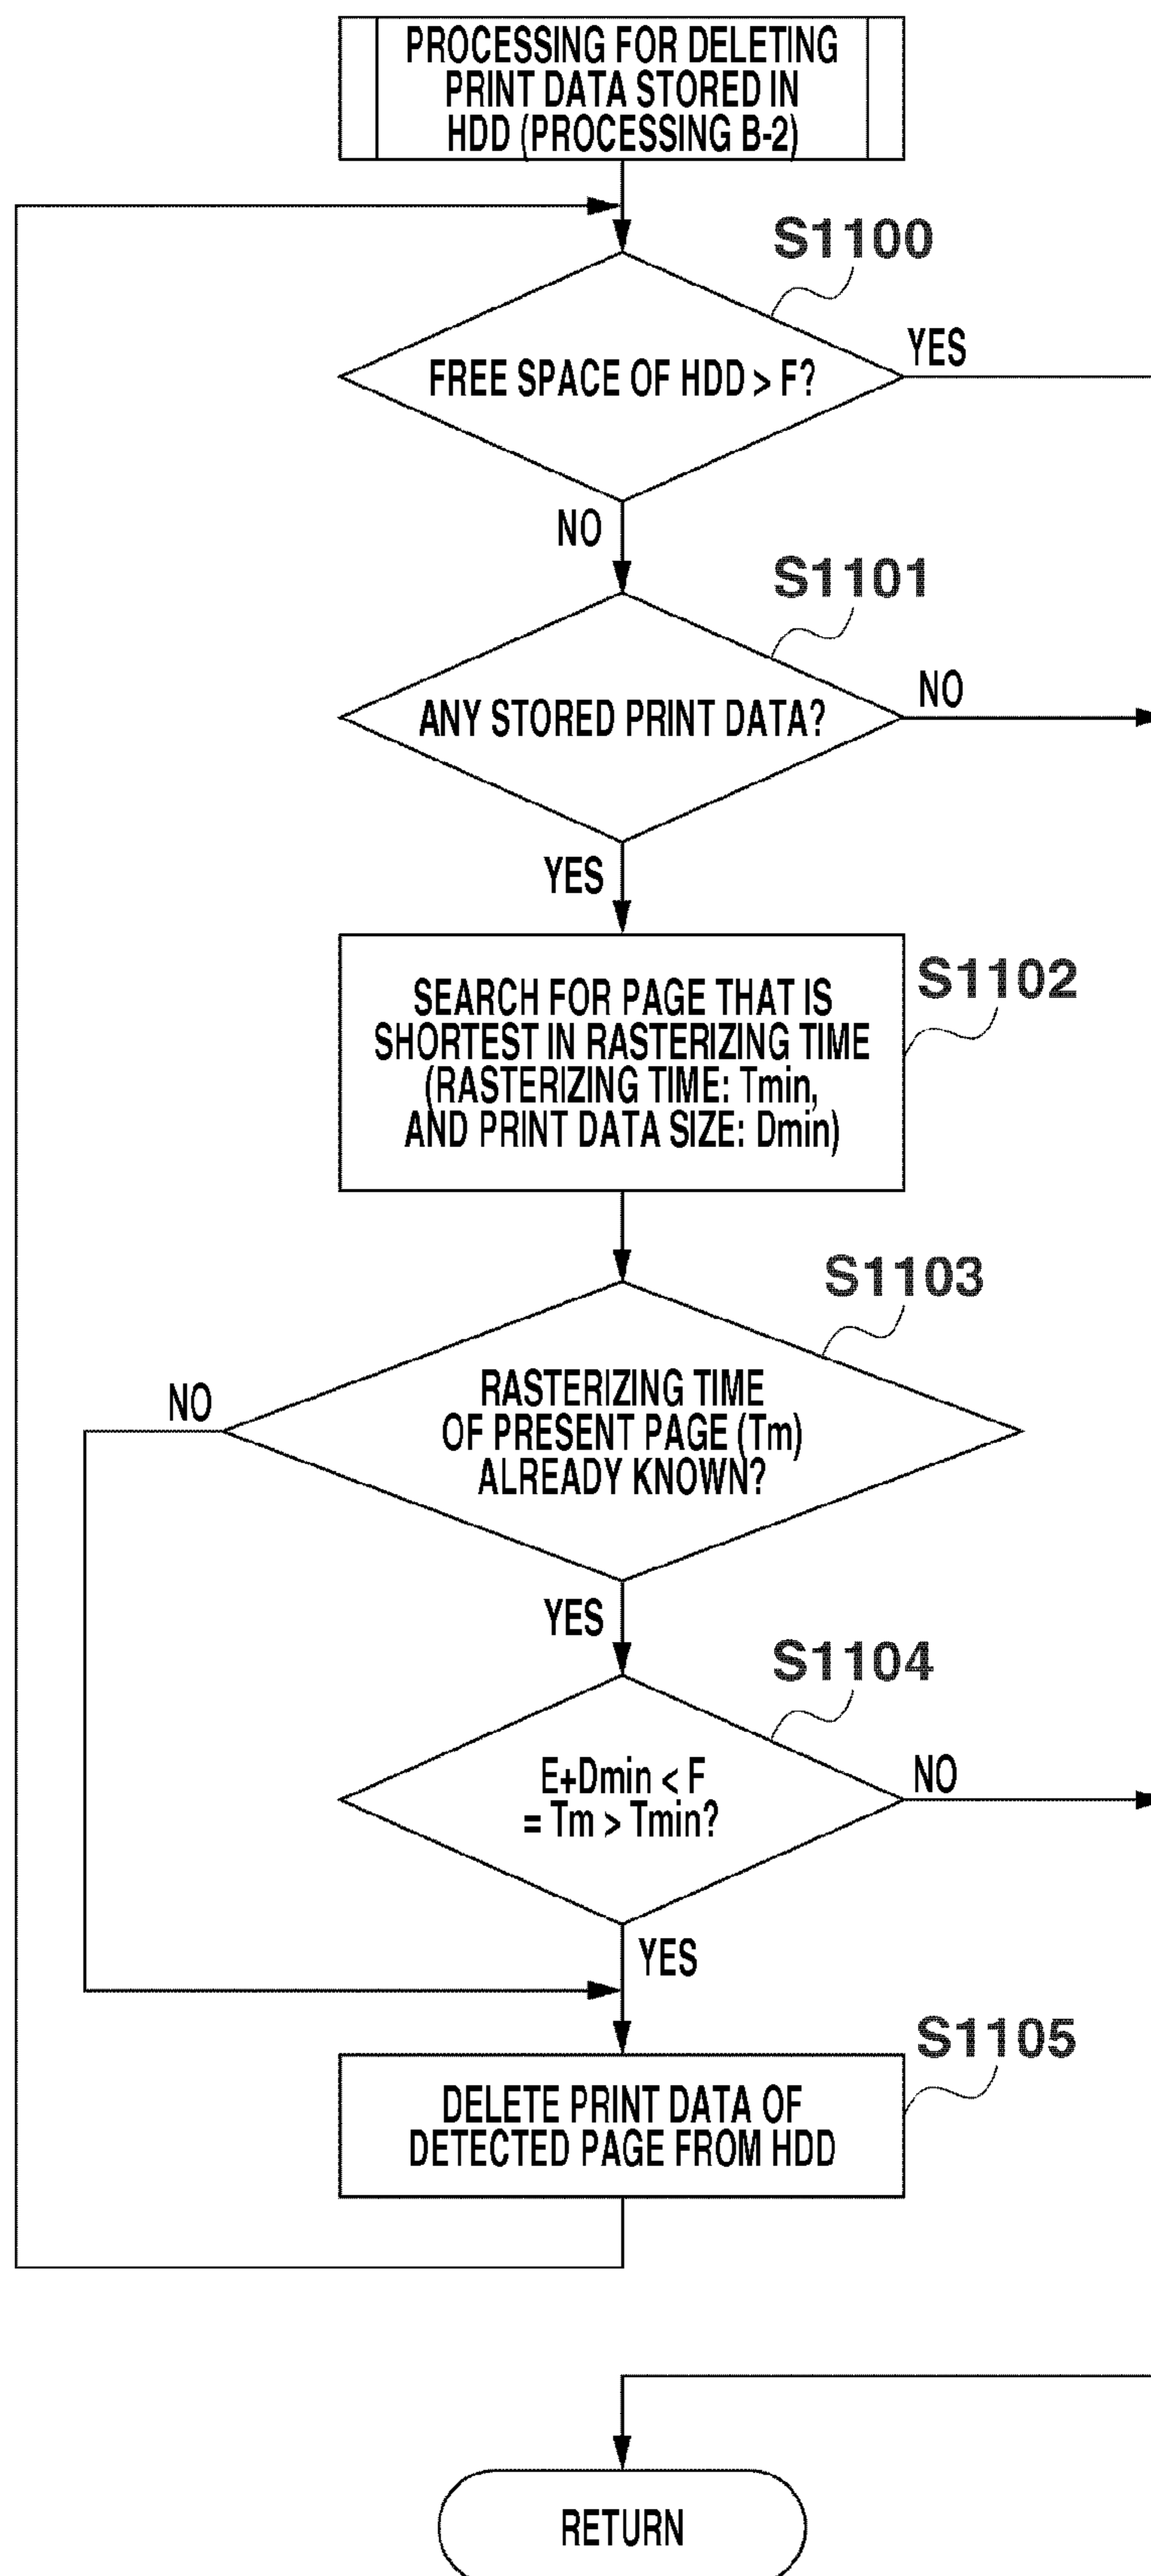 PROCESSING FOR DELETING
PRINT DATA STORED IN
HDD (PROCESSING B-2)
S1100
FREE SPACE OF HDD > F?
YES
NO
S1101
ANY STORED PRINT DATA?
NO
YES
SEARCH FOR PAGE THAT IS
SHORTEST IN RASTERIZING TIME
(RASTERIZING TIME: Tmin,
AND PRINT DATA SIZE: Dmin)
S1102
S1103
RASTERIZING TIME
OF PRESENT PAGE (Tm)
ALREADY KNOWN?
NO
YES
S1104
E+Dmin < F
= Tm > Tmin?
NO
YES
S1105
DELETE PRINT DATA OF
DETECTED PAGE FROM HDD
RETURN